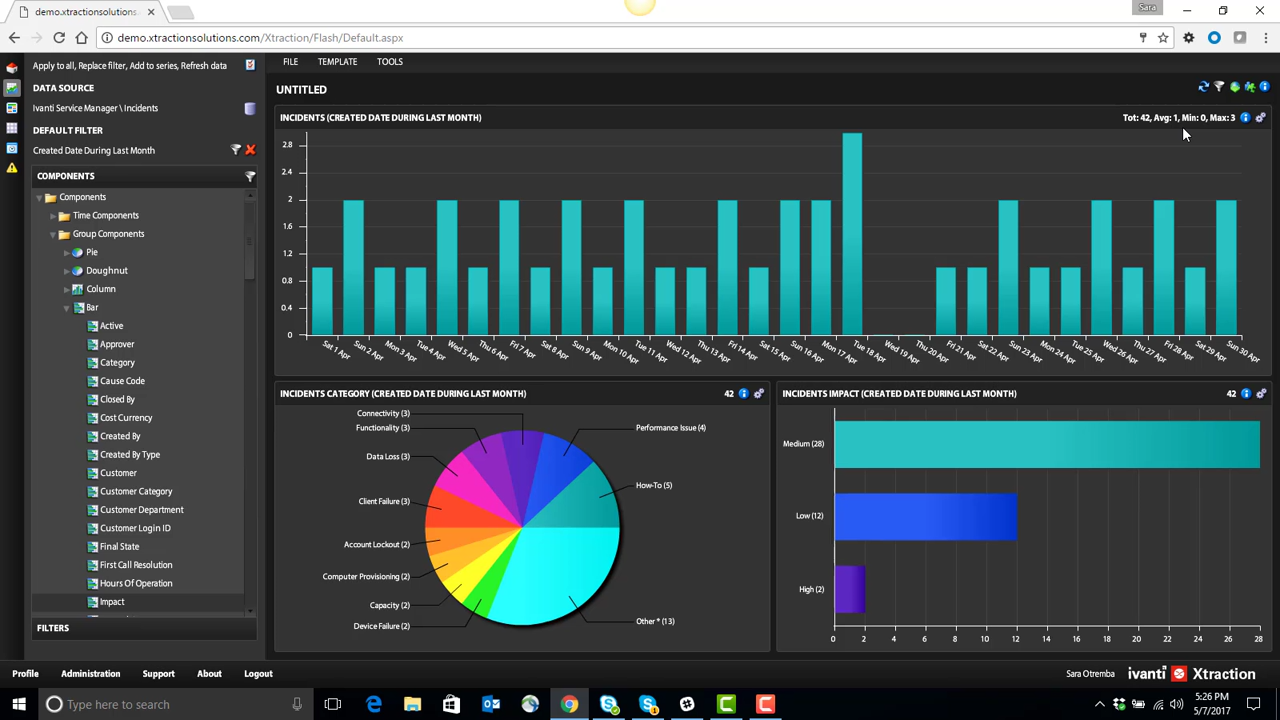 demo.xtractionsolutions.c
Sara
demo.xtractionsolutions.com/Xtraction/Flash/Default.aspx
Apply to all, Replace filter, Add to series, Refresh data
DATA SOURCE
Ivanti Service Manager \ Incidents
DEFAULT FILTER
Created Date During Last Month
COMPONENTS
Components
Time Components
Group Components
Pie
Doughnut
Column
Bar
Active
Approver
Category
Cause Code
Closed By
Cost Currency
Created By
Created By Type
Customer
Customer Category
Customer Department
Customer Login ID
Final State
First Call Resolution
Hours Of Operation
Impact
FILTERS
FILE TEMPLATE TOOLS
UNTITLED
INCIDENTS (CREATED DATE DURING LAST MONTH)
Tot: 42, Avg: 1, Min: 0, Max: 3
2.8
2.4
2
1.6
1.2
0.8
0.4
0
Sat 1 Apr
Sun 2 Apr
Mon 3 Apr
Tue 4 Apr
Wed 5 Apr
Thu 6 Apr
Fri 7 Apr
Sat 8 Apr
Sun 9 Apr
Mon 10 Apr
Tue 11 Apr
Wed 12 Apr
Thu 13 Apr
Fri 14 Apr
Sat 15 Apr
Sun 16 Apr
Mon 17 Apr
Tue 18 Apr
Wed 19 Apr
Thu 20 Apr
Fri 21 Apr
Sat 22 Apr
Sun 23 Apr
Mon 24 Apr
Tue 25 Apr
Wed 26 Apr
Thu 27 Apr
Fri 28 Apr
Sat 29 Apr
Sun 30 Apr
INCIDENTS CATEGORY (CREATED DATE DURING LAST MONTH)
42
Connectivity (3)
Functionality (3)
Data Loss (3)
Client Failure (3)
Account Lockout (2)
Computer Provisioning (2)
Capacity (2)
Device Failure (2)
Performance Issue (4)
How-To (5)
Other * (13)
INCIDENTS IMPACT (CREATED DATE DURING LAST MONTH)
42
Medium (28)
Low (12)
High (2)
0 2 4 6 8 10 12 14 16 18 20 22 24 26 28
Profile Administration Support About Logout
Sara Otremba
ivanti Xtraction
Type here to search
5:26 PM
5/7/2017